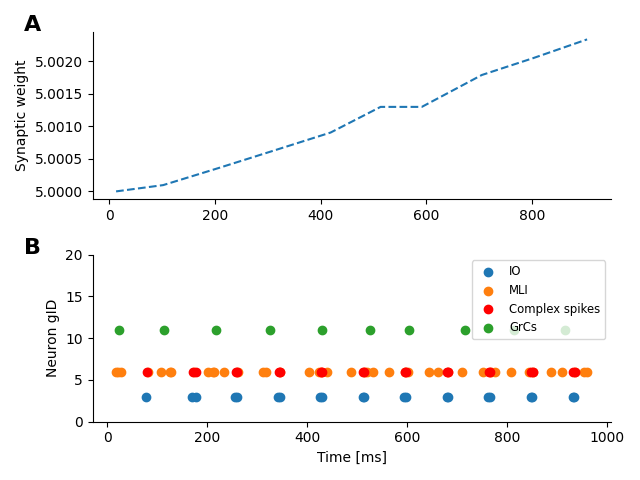 A
Synaptic weight
5.0020
5.0015
5.0010
5.0005
5.0000
0 200 400 600 800
B
Neuron gID
20
15
10
5
0
IO
MLI
Complex spikes
GrCs
0 200 400 600 800 1000
Time [ms]